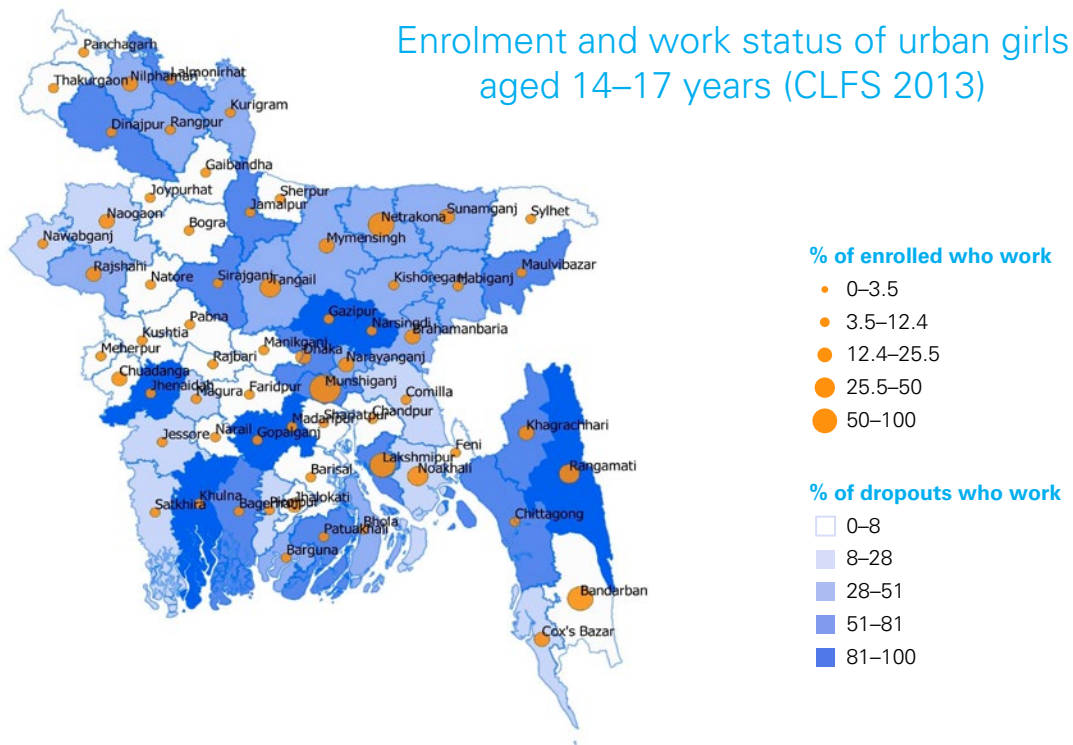 Enrolment and work status of urban girls
aged 14–17 years (CLFS 2013)
Panchagarh
Thakurgaon
Nilphamari
Lalmonirhat
Dinajpur
Rangpur
Kurigram
Gaibandha
Joypurhat
Sherpur
Jamalpur
Naogaon
Bogra
Netrakona
Sunamganj
Sylhet
Nawabganj
Mymensingh
Rajshahi
Natore
Sirajganj
Tangail
Kishoreganj
Habiganj
Maulvibazar
Pabna
Gazipur
Narsingdi
Kushtia
Brahamanbaria
Meherpur
Rajbari
Manikganj
Dhaka
Narayanganj
Chuadanga
Jhenaidah
Magura
Faridpur
Munshiganj
Comilla
Madaripur
Shariatpur
Chandpur
Jessore
Narail
Gopalganj
Feni
Khagrachhari
Lakshmipur
Noakhali
Rangamati
Barisal
Satkhira
Khulna
Bagerhat
Pirojpur
Jhalokati
Chittagong
Patuakhali
Bhola
Barguna
Bandarban
Cox's Bazar
% of enrolled who work
0–3.5
3.5–12.4
12.4–25.5
25.5–50
50–100
% of dropouts who work
0–8
8–28
28–51
51–81
81–100